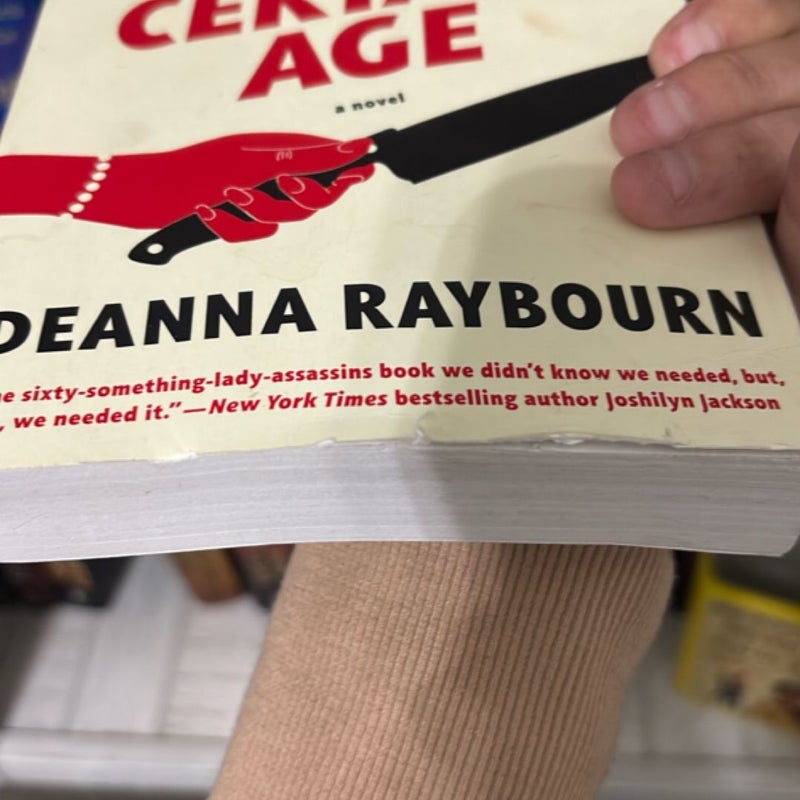 AGE
a novel
DEANNA RAYBOURN
sixty-something-lady-assassins book we didn't know we needed, but,
, we needed it."—New York Times bestselling author Joshilyn Jackson